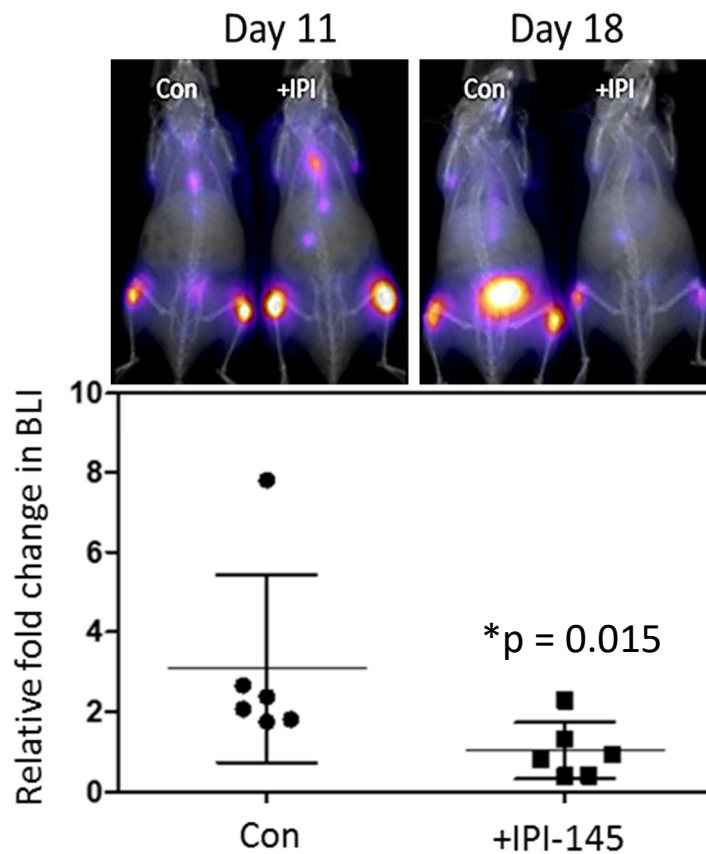 Day 11 Day 18
Con +IPI Con +IPI
Relative fold change in BLI
10
8
6
4
2
0
*p = 0.015
Con +IPI-145